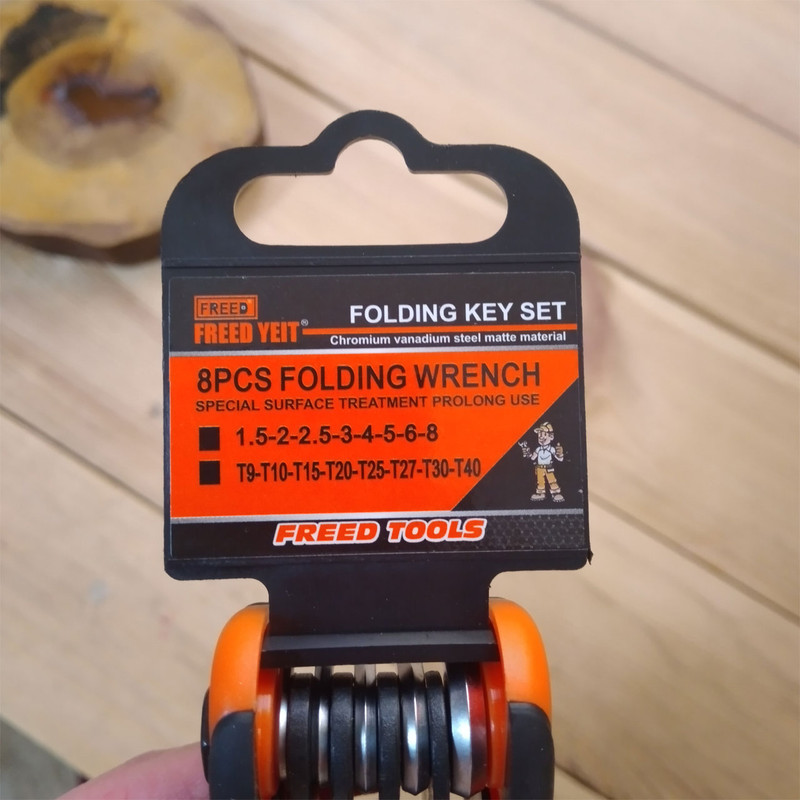 FREED®
FREED YEIT®
FOLDING KEY SET
Chromium vanadium steel matte material
8PCS FOLDING WRENCH
SPECIAL SURFACE TREATMENT PROLONG USE
1.5-2-2.5-3-4-5-6-8
T9-T10-T15-T20-T25-T27-T30-T40
FREED TOOLS